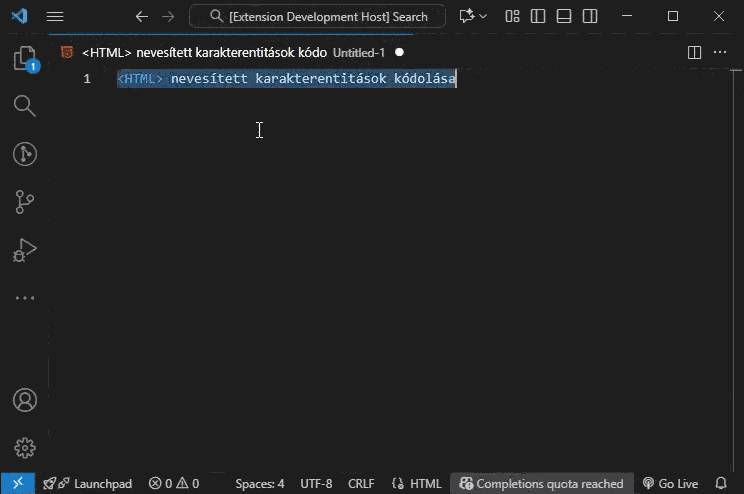 [Extension Development Host] Search
<HTML> nevesített karakterentitások kódo Untitled-1
1
1 <HTML> nevesített karakterentitások kódolása
Launchpad 0 0 Spaces: 4 UTF-8 CRLF HTML Completions quota reached Go Live